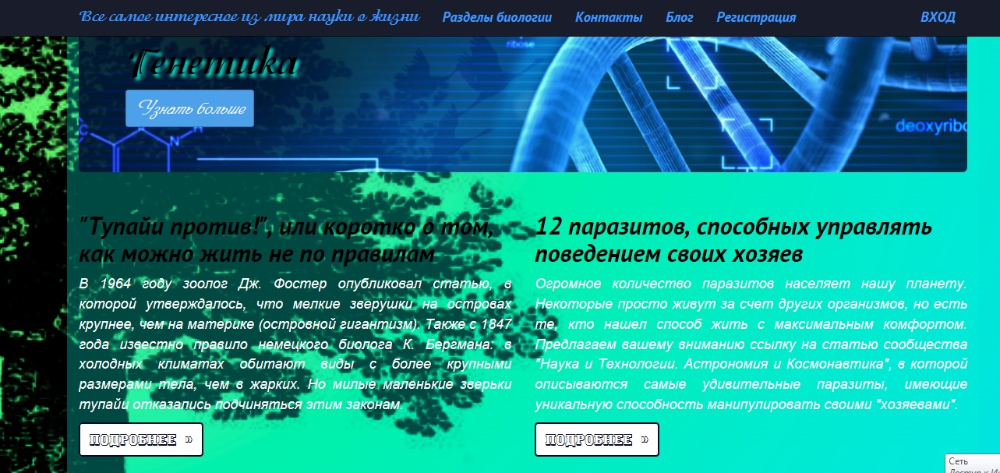 Все самое интересное из мира науки о жизни Разделы биологии Контакты Блог Регистрация ВХОД
ribose
Генетика
Узнать больше
N
H
deoxyribo
"Тупайи против!", или коротко о том,
как можно жить не по правилам
В 1964 году зоолог Дж. Фостер опубликовал статью, в
которой утверждалось, что мелкие зверушки на островах
крупнее, чем на материке (островной гигантизм). Также с 1847
года известно правило немецкого биолога К. Бергмана: в
холодных климатах обитают виды с более крупными
размерами тела, чем в жарких. Но милые маленькие зверьки
тупайи отказались подчиняться этим законам.
ПОДРОБНЕЕ »
12 паразитов, способных управлять
поведением своих хозяев
Огромное количество паразитов населяет нашу планету.
Некоторые просто живут за счет других организмов, но есть
те, кто нашел способ жить с максимальным комфортом.
Предлагаем вашему вниманию ссылку на статью сообщества
"Наука и Технологии. Астрономия и Космонавтика", в которой
описываются самые удивительные паразиты, имеющие
уникальную способность манипулировать своими "хозяевами".
ПОДРОБНЕЕ »
Сеть